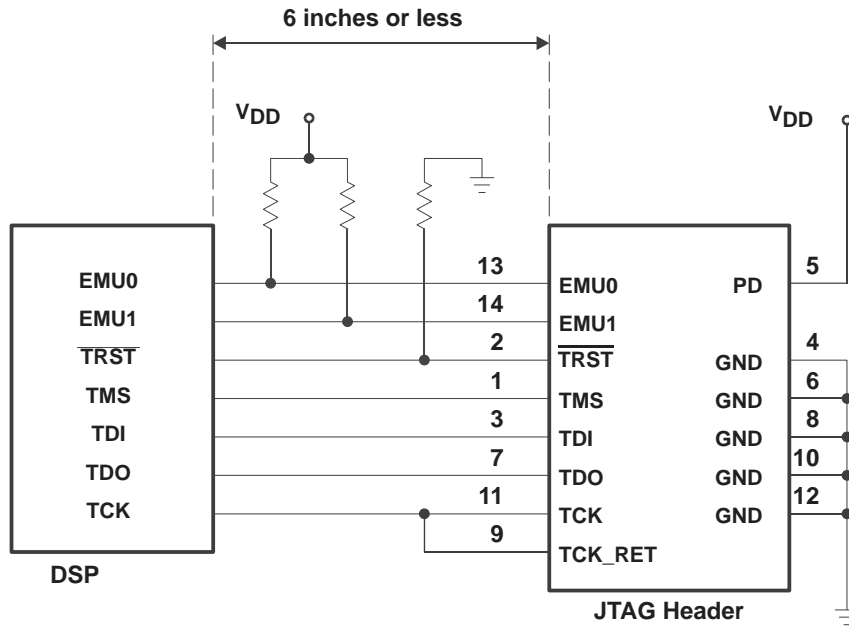 6 inches or less
VDD
VDD
EMU0
EMU1
TRST
TMS
TDI
TDO
TCK
DSP
13
14
2
1
3
7
11
9
EMU0
EMU1
TRST
TMS
TDI
TDO
TCK
TCK_RET
PD
GND
GND
GND
GND
GND
5
4
6
8
10
12
JTAG Header